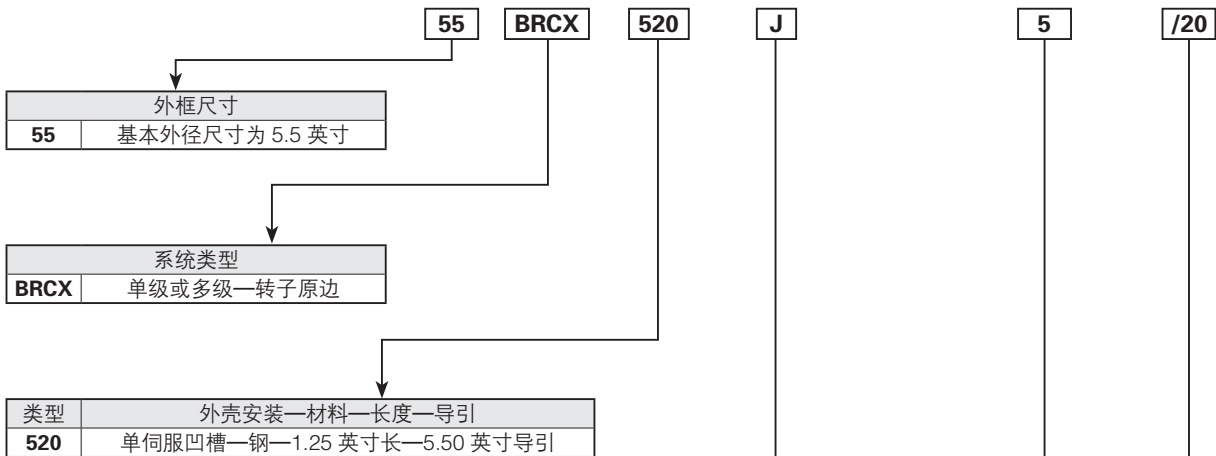 55 BRCX 520 J 5 /20
外框尺寸
55 基本外径尺寸为 5.5 英寸
系统类型
BRCX 单级或多级—转子原边
类型 外壳安装—材料—长度—导引
520 单伺服凹槽—钢—1.25 英寸长—5.50 英寸导引